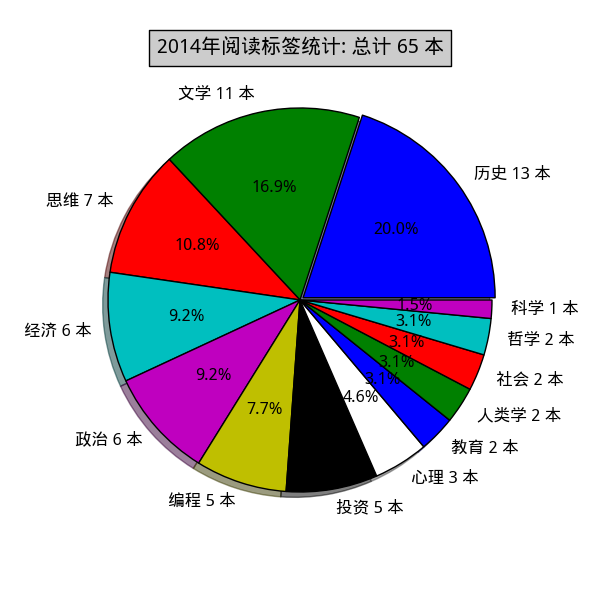 2014年阅读标签统计: 总计 65 本
文学 11 本
历史 13 本
16.9%
思维 7 本
20.0%
10.8%
科学 1 本
1.5%
经济 6 本
9.2%
3.1%
哲学 2 本
3.1%
社会 2 本
3.1%
人类学 2 本
9.2%
3.1%
教育 2 本
政治 6 本
7.7%
4.6%
心理 3 本
编程 5 本
投资 5 本